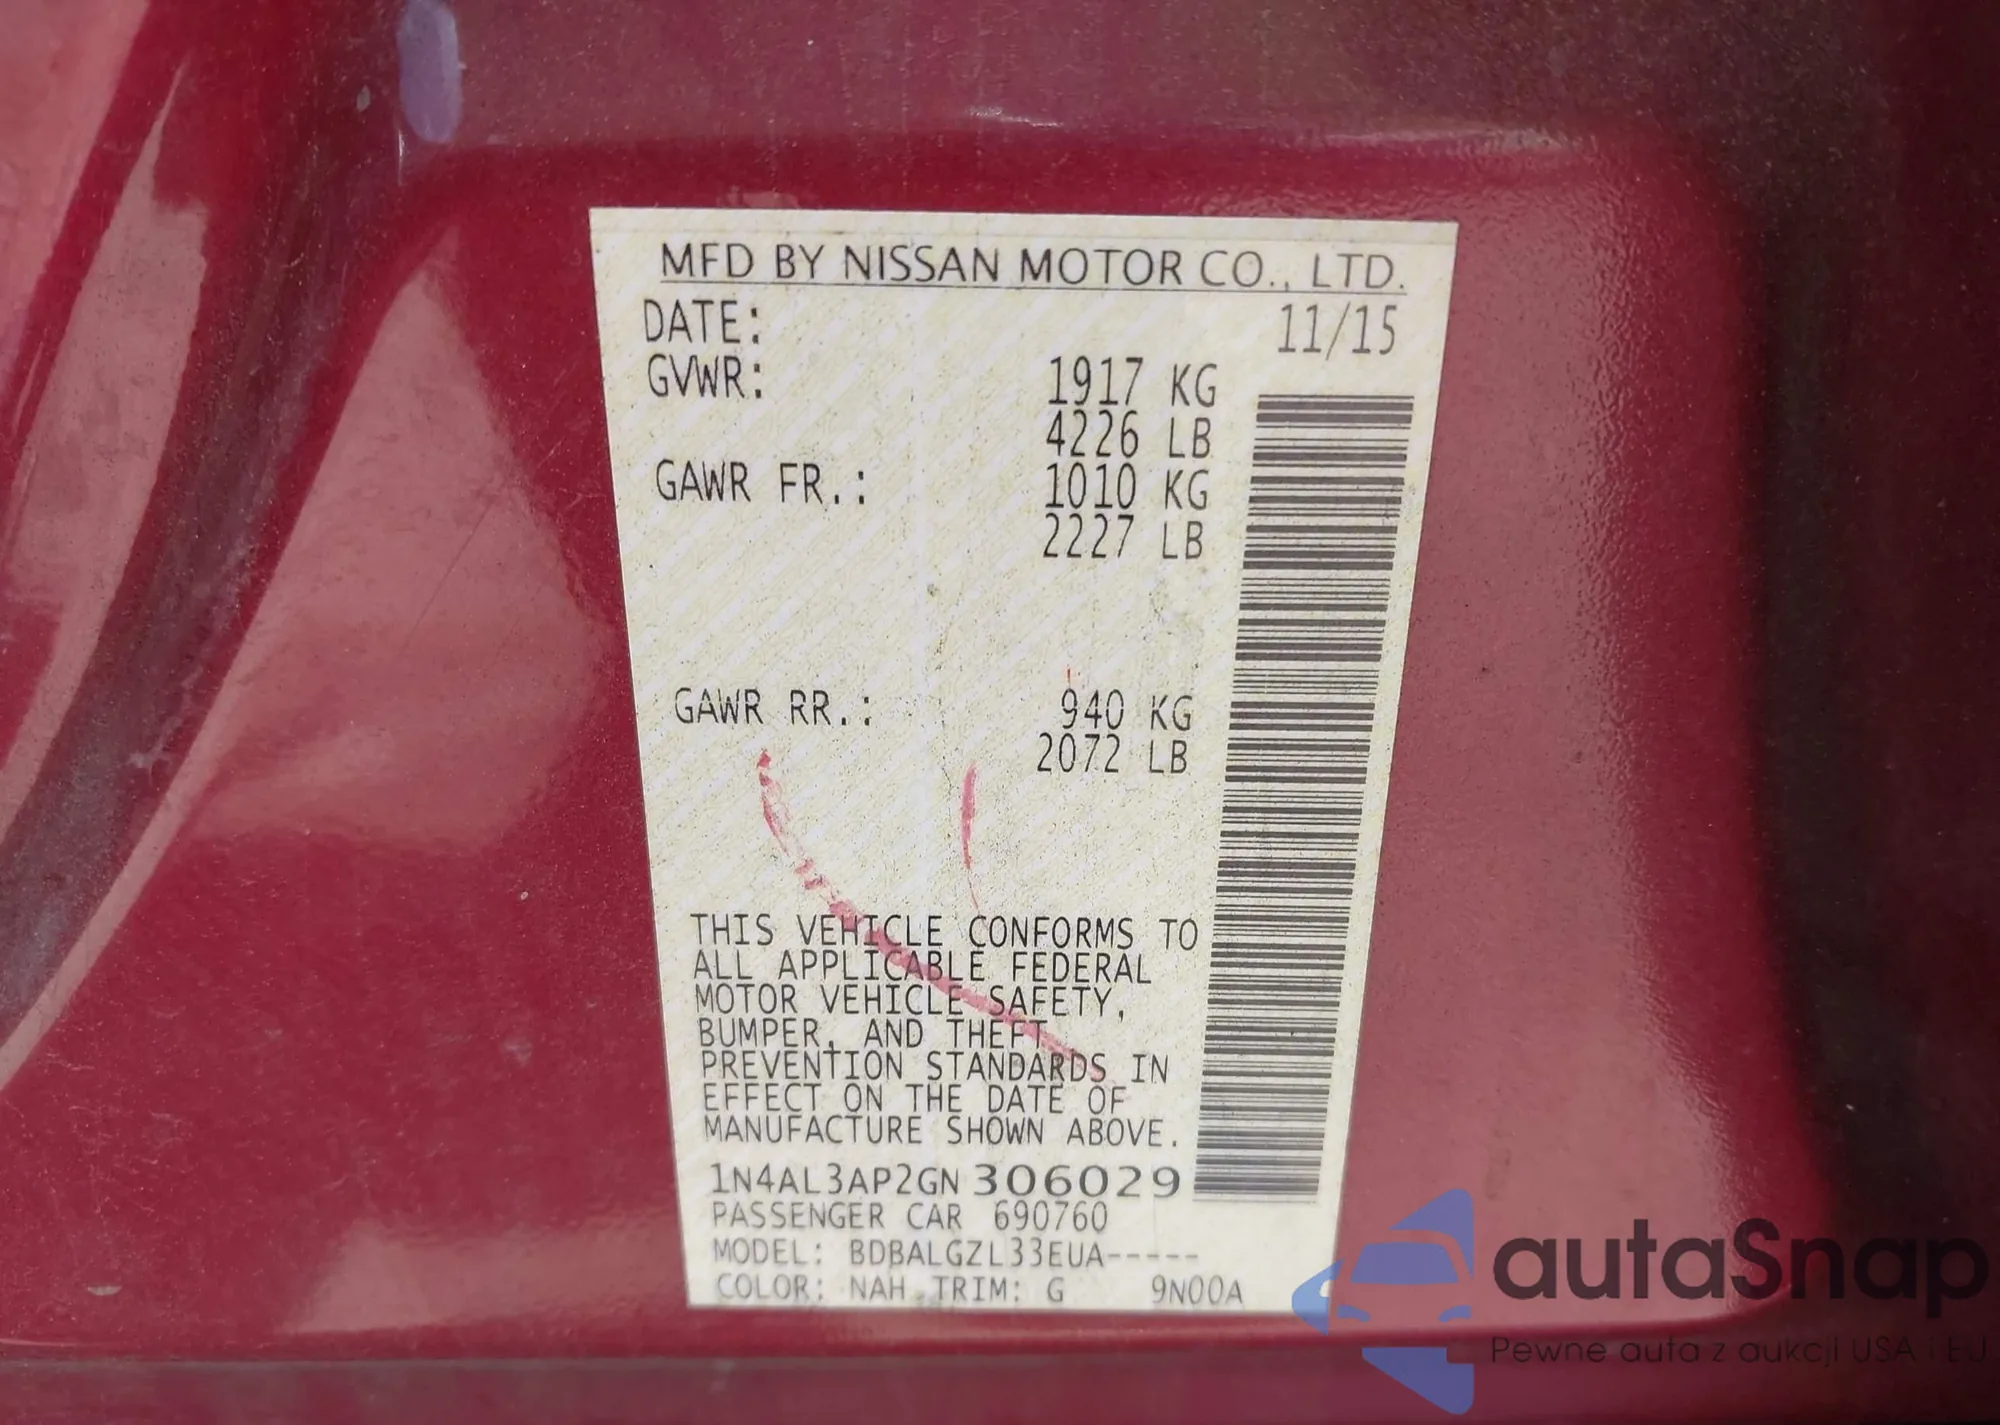 MFD BY NISSAN MOTOR CO., LTD.
DATE: 11/15
GVWR: 1917 KG
4226 LB
GAWR FR.: 1010 KG
2227 LB
GAWR RR.: 940 KG
2072 LB
THIS VEHICLE CONFORMS TO
ALL APPLICABLE FEDERAL
MOTOR VEHICLE SAFETY,
BUMPER, AND THEFT
PREVENTION STANDARDS IN
EFFECT ON THE DATE OF
MANUFACTURE SHOWN ABOVE.
1N4AL3AP2GN306029
PASSENGER CAR 690760
MODEL: BDBALGZL33EUA-----
COLOR: NAH TRIM: G 9N00A
autaSnap
Pewne auta z aukcji USA i EU